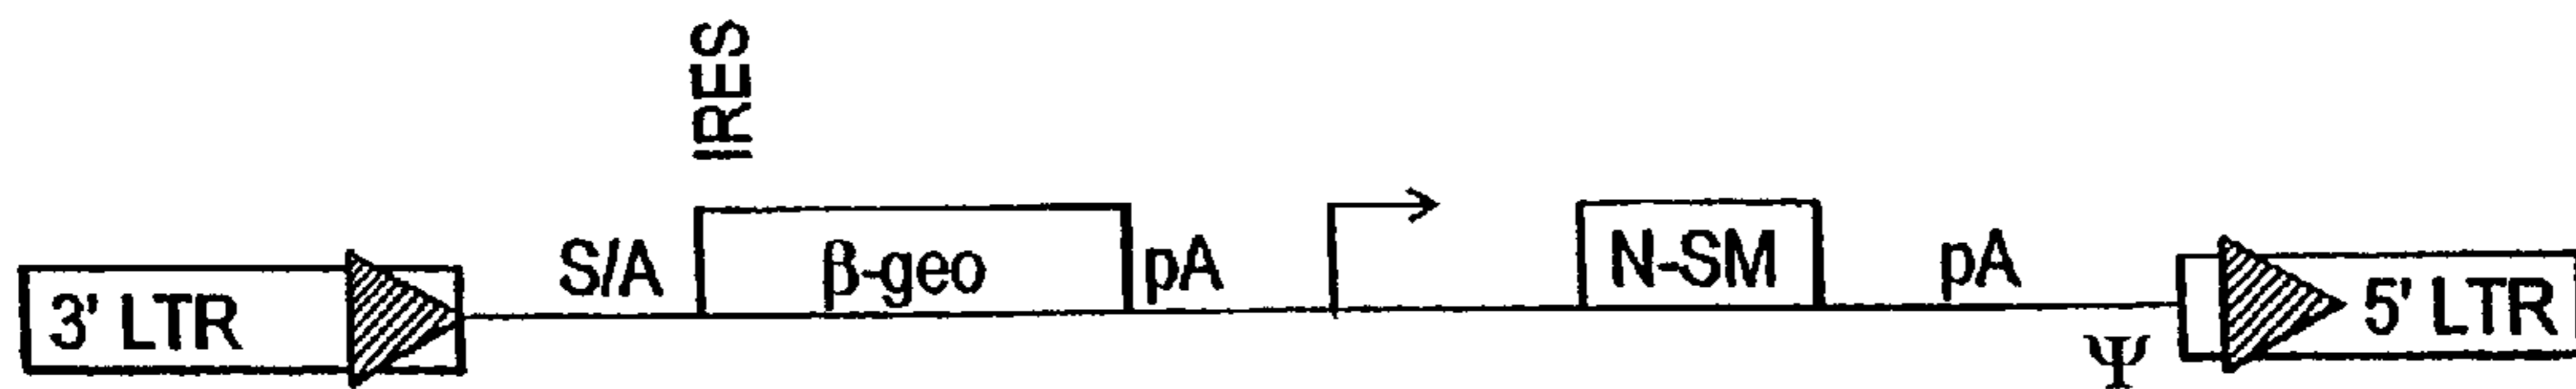 IRES
3' LTR
S/A
β-geo
pA
N-SM
pA
Ψ
5' LTR